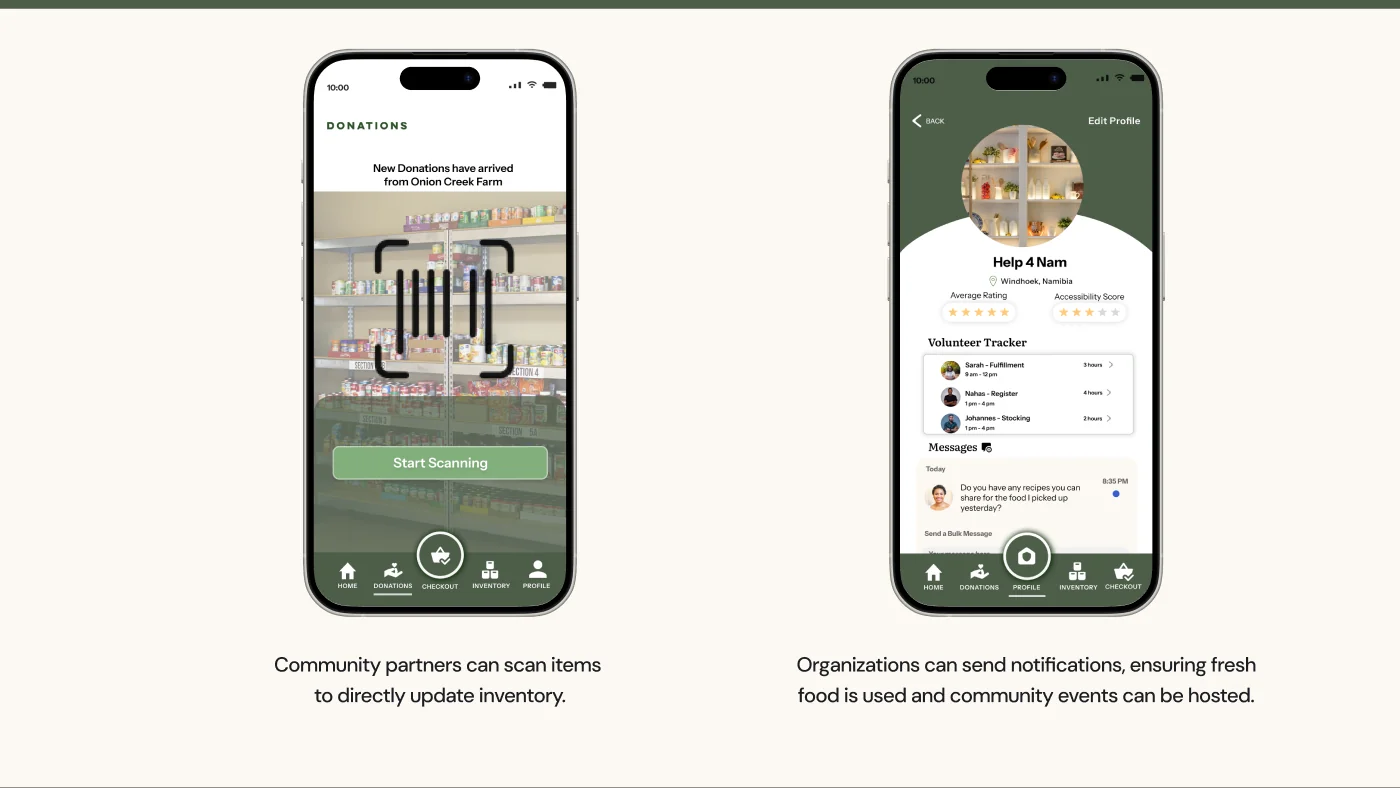 10:00
DONATIONS
New Donations have arrived
from Onion Creek Farm
SECTION 4
Start Scanning
HOME
DONATIONS
CHECKOUT
INVENTORY
PROFILE
Community partners can scan items
to directly update inventory.
10:00
BACK
Edit Profile
Help 4 Nam
Windhoek, Namibia
Average Rating
Accessibility Score
Volunteer Tracker
Sarah - Fulfillment
9 am - 12 pm
3 hours
Nahas - Register
1 pm - 4 pm
4 hours
Johannes - Stocking
1 pm - 4 pm
2 hours
Messages
Today
8:35 PM
Do you have any recipes you can
share for the food I picked up
yesterday?
Send a Bulk Message
HOME
DONATIONS
PROFILE
INVENTORY
CHECKOUT
Organizations can send notifications, ensuring fresh
food is used and community events can be hosted.